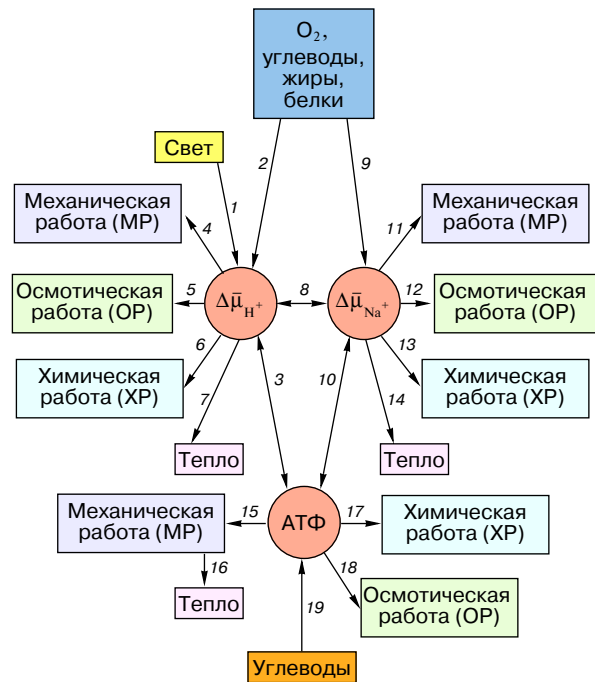 O₂,
углеводы,
жиры,
белки
Свет
2
9
1
Механическая
работа (МР)
4
11
Механическая
работа (МР)
Осмотическая
работа (ОР)
5
Δμ̄H⁺
8
Δμ̄Na⁺
12
Осмотическая
работа (ОР)
6
13
Химическая
работа (ХР)
7
3
10
14
Химическая
работа (ХР)
Тепло
Тепло
Механическая
работа (МР)
15
АТФ
17
Химическая
работа (ХР)
16
18
Тепло
19
Осмотическая
работа (ОР)
Углеводы